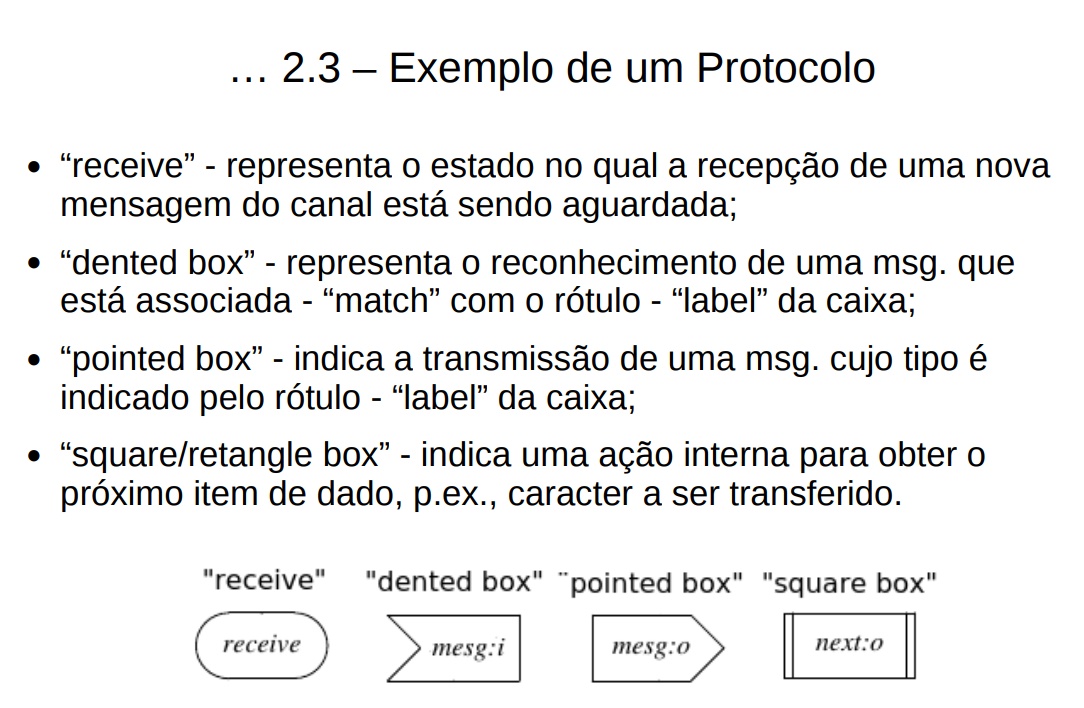 … 2.3 – Exemplo de um Protocolo
● “receive” - representa o estado no qual a recepção de uma nova
mensagem do canal está sendo aguardada;
● “dented box” - representa o reconhecimento de uma msg. que
está associada - “match” com o rótulo - “label” da caixa;
● “pointed box” - indica a transmissão de uma msg. cujo tipo é
indicado pelo rótulo - “label” da caixa;
● “square/retangle box” - indica uma ação interna para obter o
próximo item de dado, p.ex., caracter a ser transferido.
"receive" "dented box" ¨pointed box" "square box"
receive mesg:i mesg:o next:o